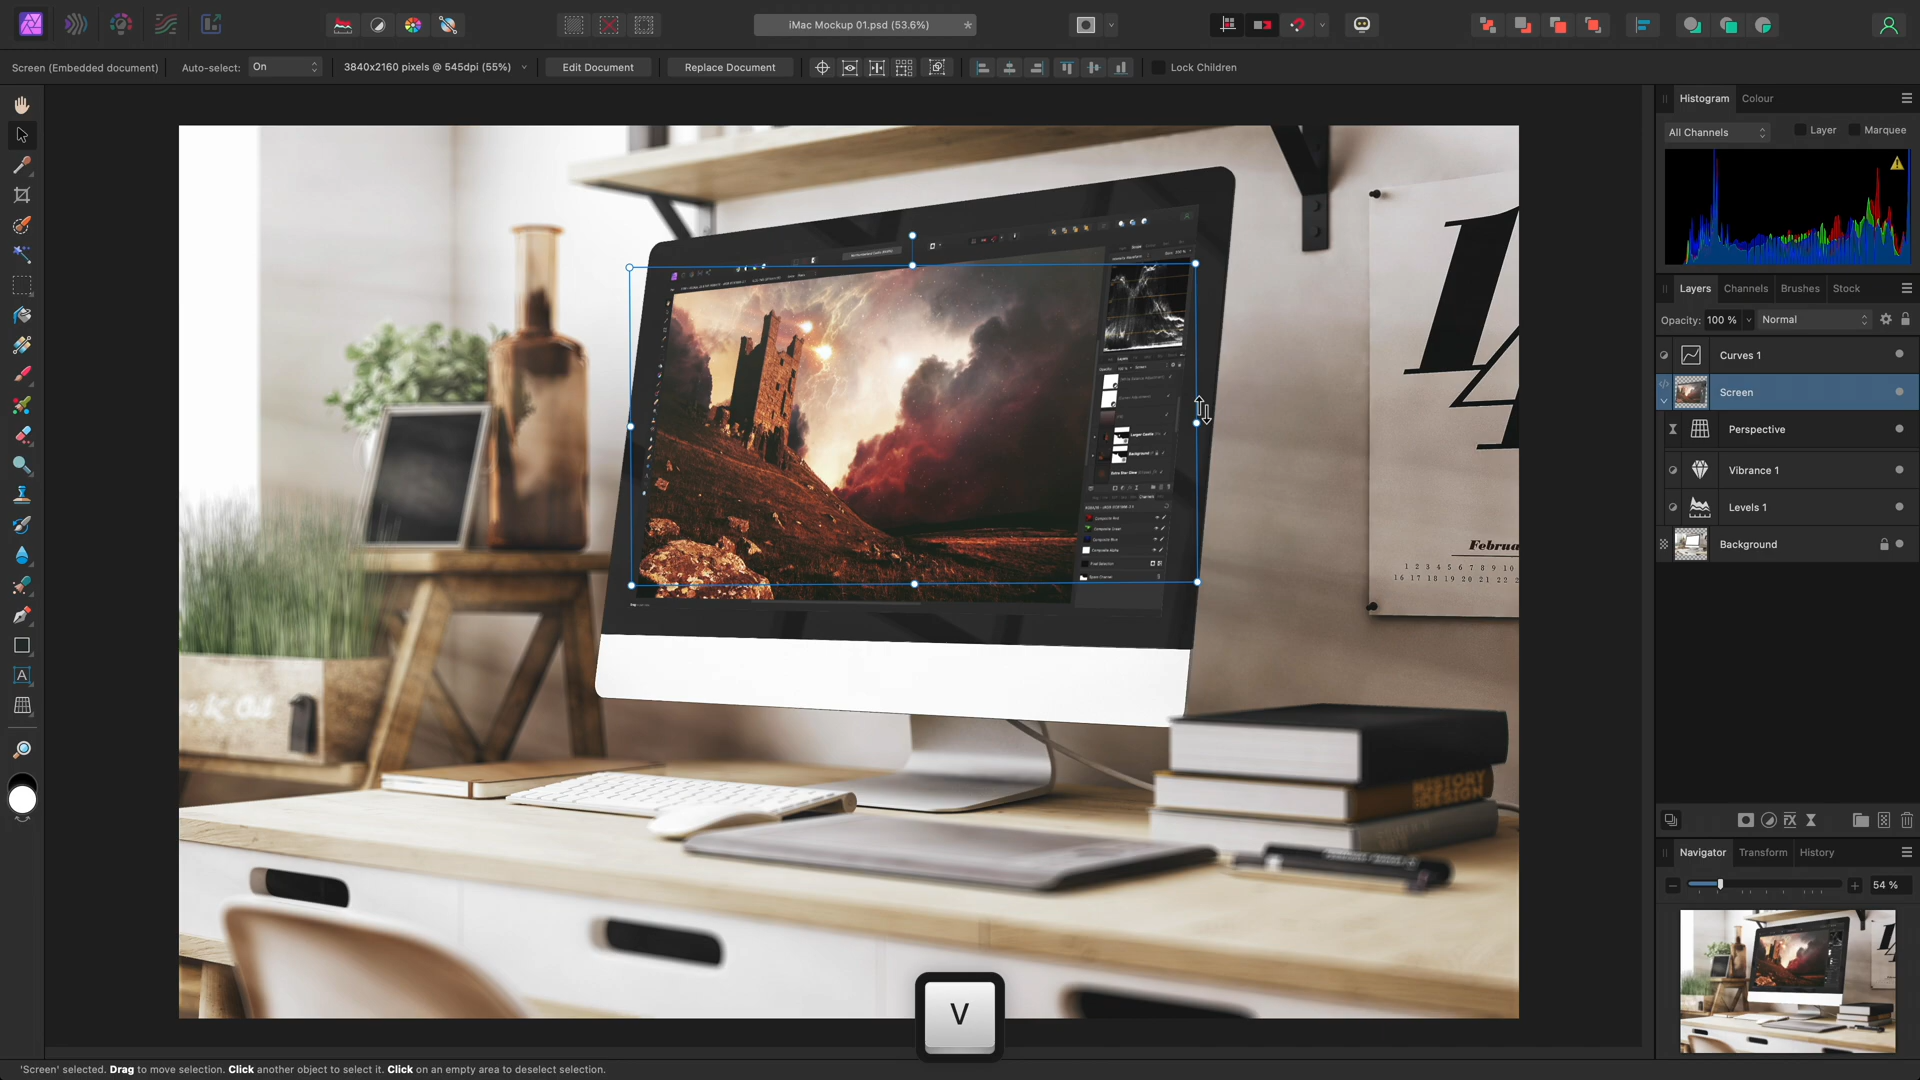 iMac Mockup 01.psd (53.6%)
Screen (Embedded document)
Auto-select: On
3840x2160 pixels @ 545dpi (55%)
Edit Document
Replace Document
Lock Children
Histogram
Colour
All Channels
Layer
Marquee
Layers
Channels
Brushes
Stock
Opacity: 100 %
Normal
Curves 1
Screen
Perspective
Vibrance 1
Levels 1
Background
Navigator
Transform
History
54 %
HISTORY
DESIGN
V
'Screen' selected. Drag to move selection. Click another object to select it. Click on an empty area to deselect selection.